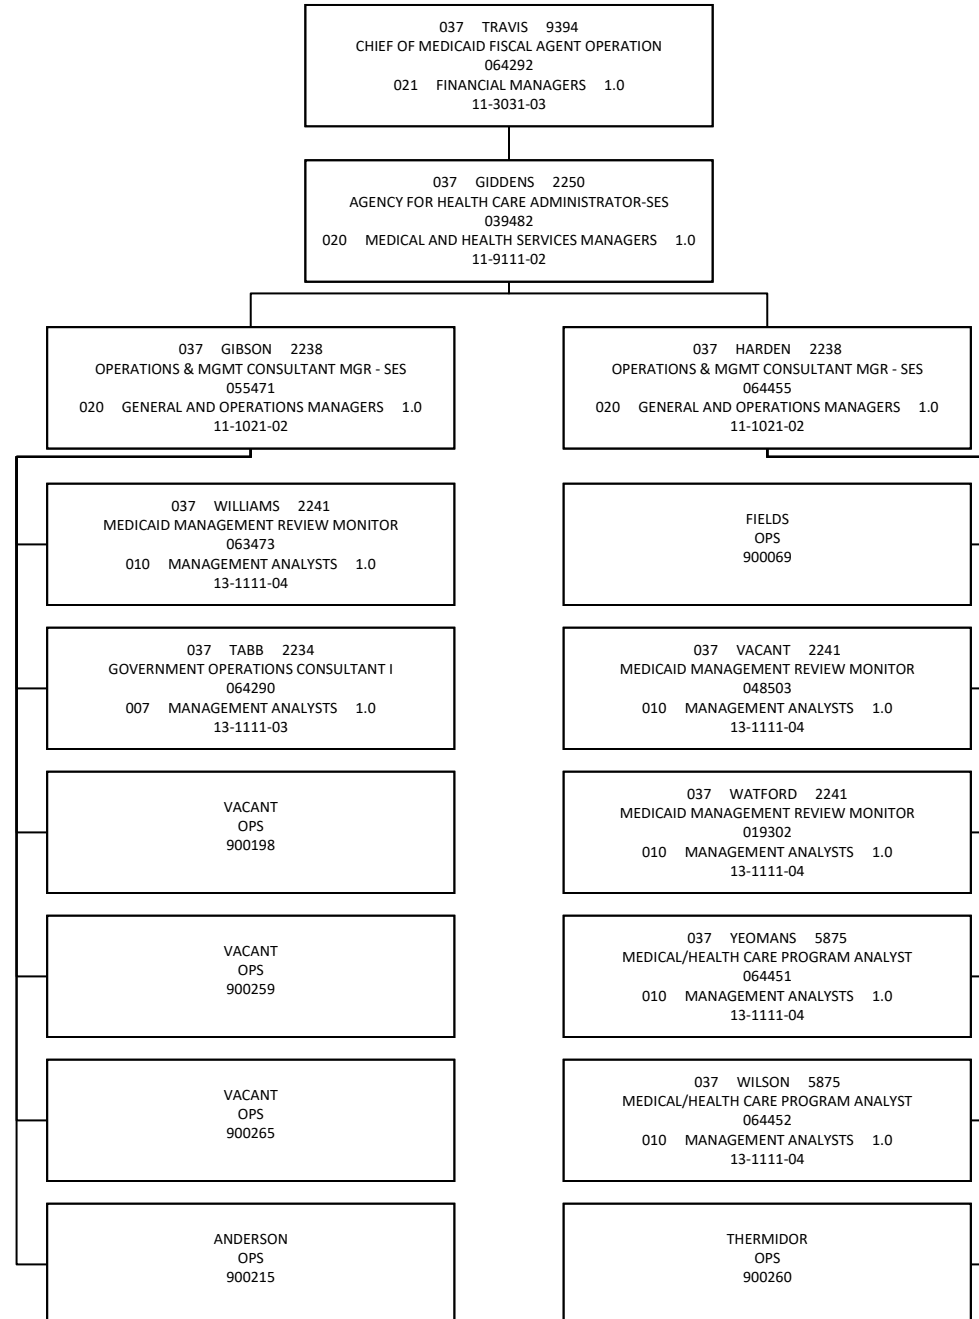 037 TRAVIS 9394
CHIEF OF MEDICAID FISCAL AGENT OPERATION
064292
021 FINANCIAL MANAGERS 1.0
11-3031-03
037 GIDDENS 2250
AGENCY FOR HEALTH CARE ADMINISTRATOR-SES
039482
020 MEDICAL AND HEALTH SERVICES MANAGERS 1.0
11-9111-02
037 GIBSON 2238
OPERATIONS & MGMT CONSULTANT MGR - SES
055471
020 GENERAL AND OPERATIONS MANAGERS 1.0
11-1021-02
037 WILLIAMS 2241
MEDICAID MANAGEMENT REVIEW MONITOR
063473
010 MANAGEMENT ANALYSTS 1.0
13-1111-04
037 TABB 2234
GOVERNMENT OPERATIONS CONSULTANT I
064290
007 MANAGEMENT ANALYSTS 1.0
13-1111-03
VACANT
OPS
900198
VACANT
OPS
900259
VACANT
OPS
900265
ANDERSON
OPS
900215
037 HARDEN 2238
OPERATIONS & MGMT CONSULTANT MGR - SES
064455
020 GENERAL AND OPERATIONS MANAGERS 1.0
11-1021-02
FIELDS
OPS
900069
037 VACANT 2241
MEDICAID MANAGEMENT REVIEW MONITOR
048503
010 MANAGEMENT ANALYSTS 1.0
13-1111-04
037 WATFORD 2241
MEDICAID MANAGEMENT REVIEW MONITOR
019302
010 MANAGEMENT ANALYSTS 1.0
13-1111-04
037 YEOMANS 5875
MEDICAL/HEALTH CARE PROGRAM ANALYST
064451
010 MANAGEMENT ANALYSTS 1.0
13-1111-04
037 WILSON 5875
MEDICAL/HEALTH CARE PROGRAM ANALYST
064452
010 MANAGEMENT ANALYSTS 1.0
13-1111-04
THERMIDOR
OPS
900260